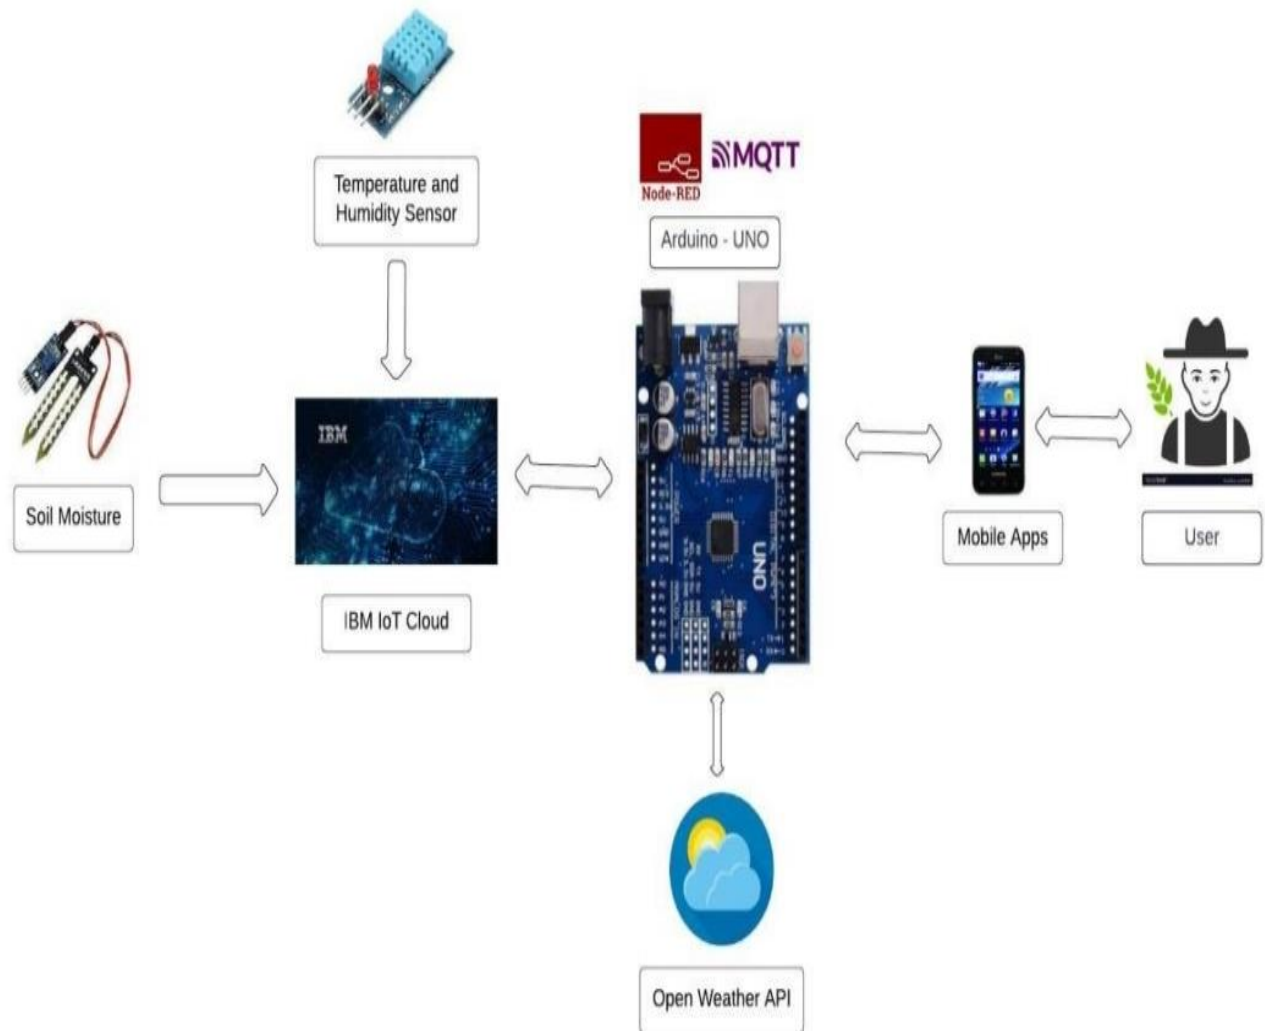 Temperature and
Humidity Sensor
Node-RED
MQTT
Arduino - UNO
Soil Moisture
IBM
IBM IoT Cloud
UNO
Mobile Apps
User
Open Weather API